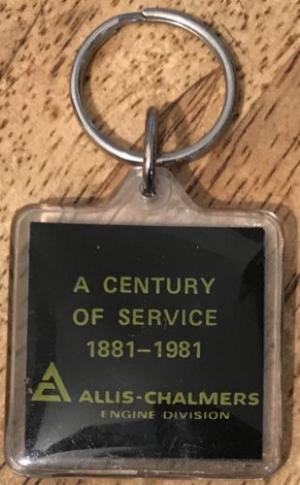 A CENTURY
OF SERVICE
1881-1981
ALLIS-CHALMERS
ENGINE DIVISION